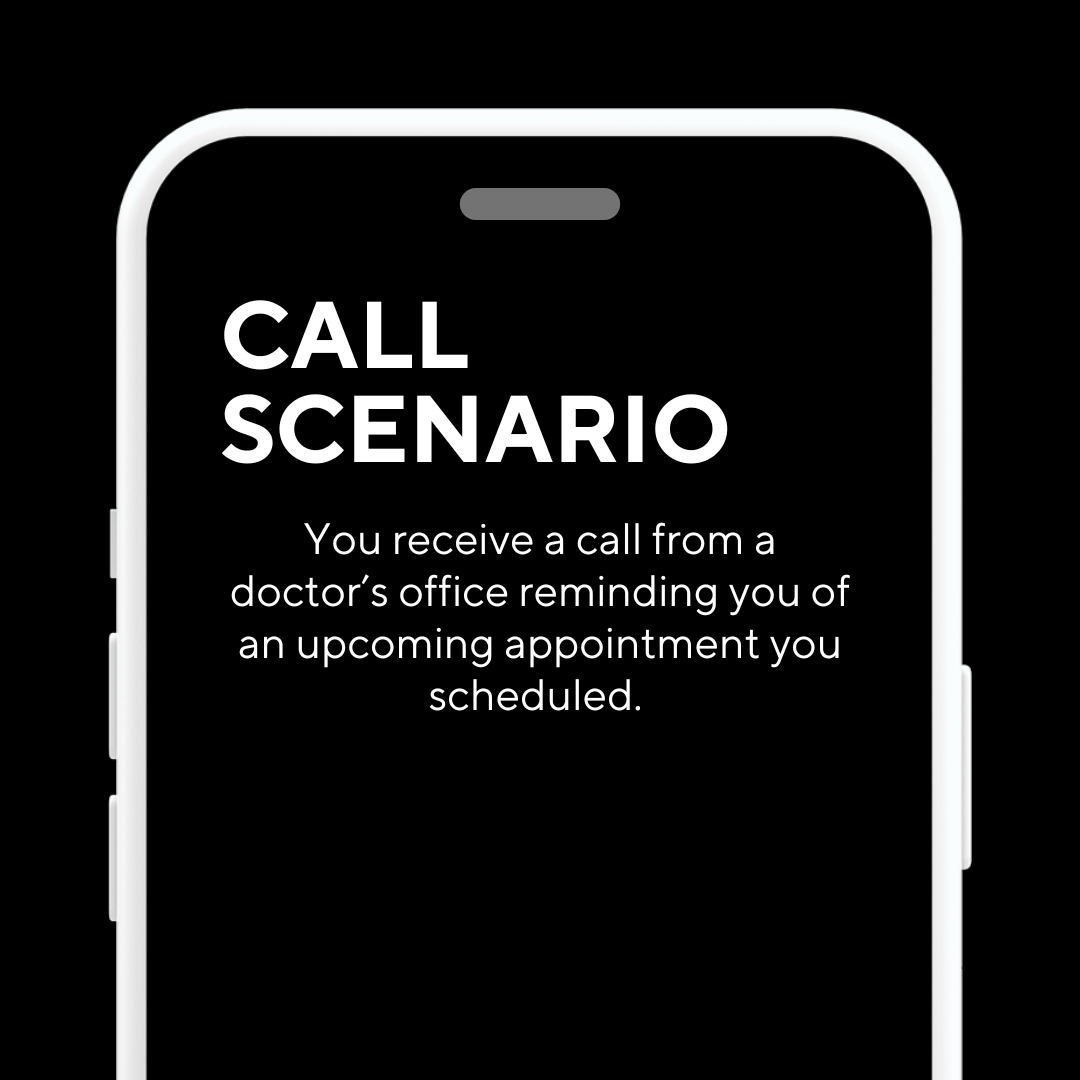 CALL
SCENARIO
You receive a call from a
doctor’s office reminding you of
an upcoming appointment you
scheduled.